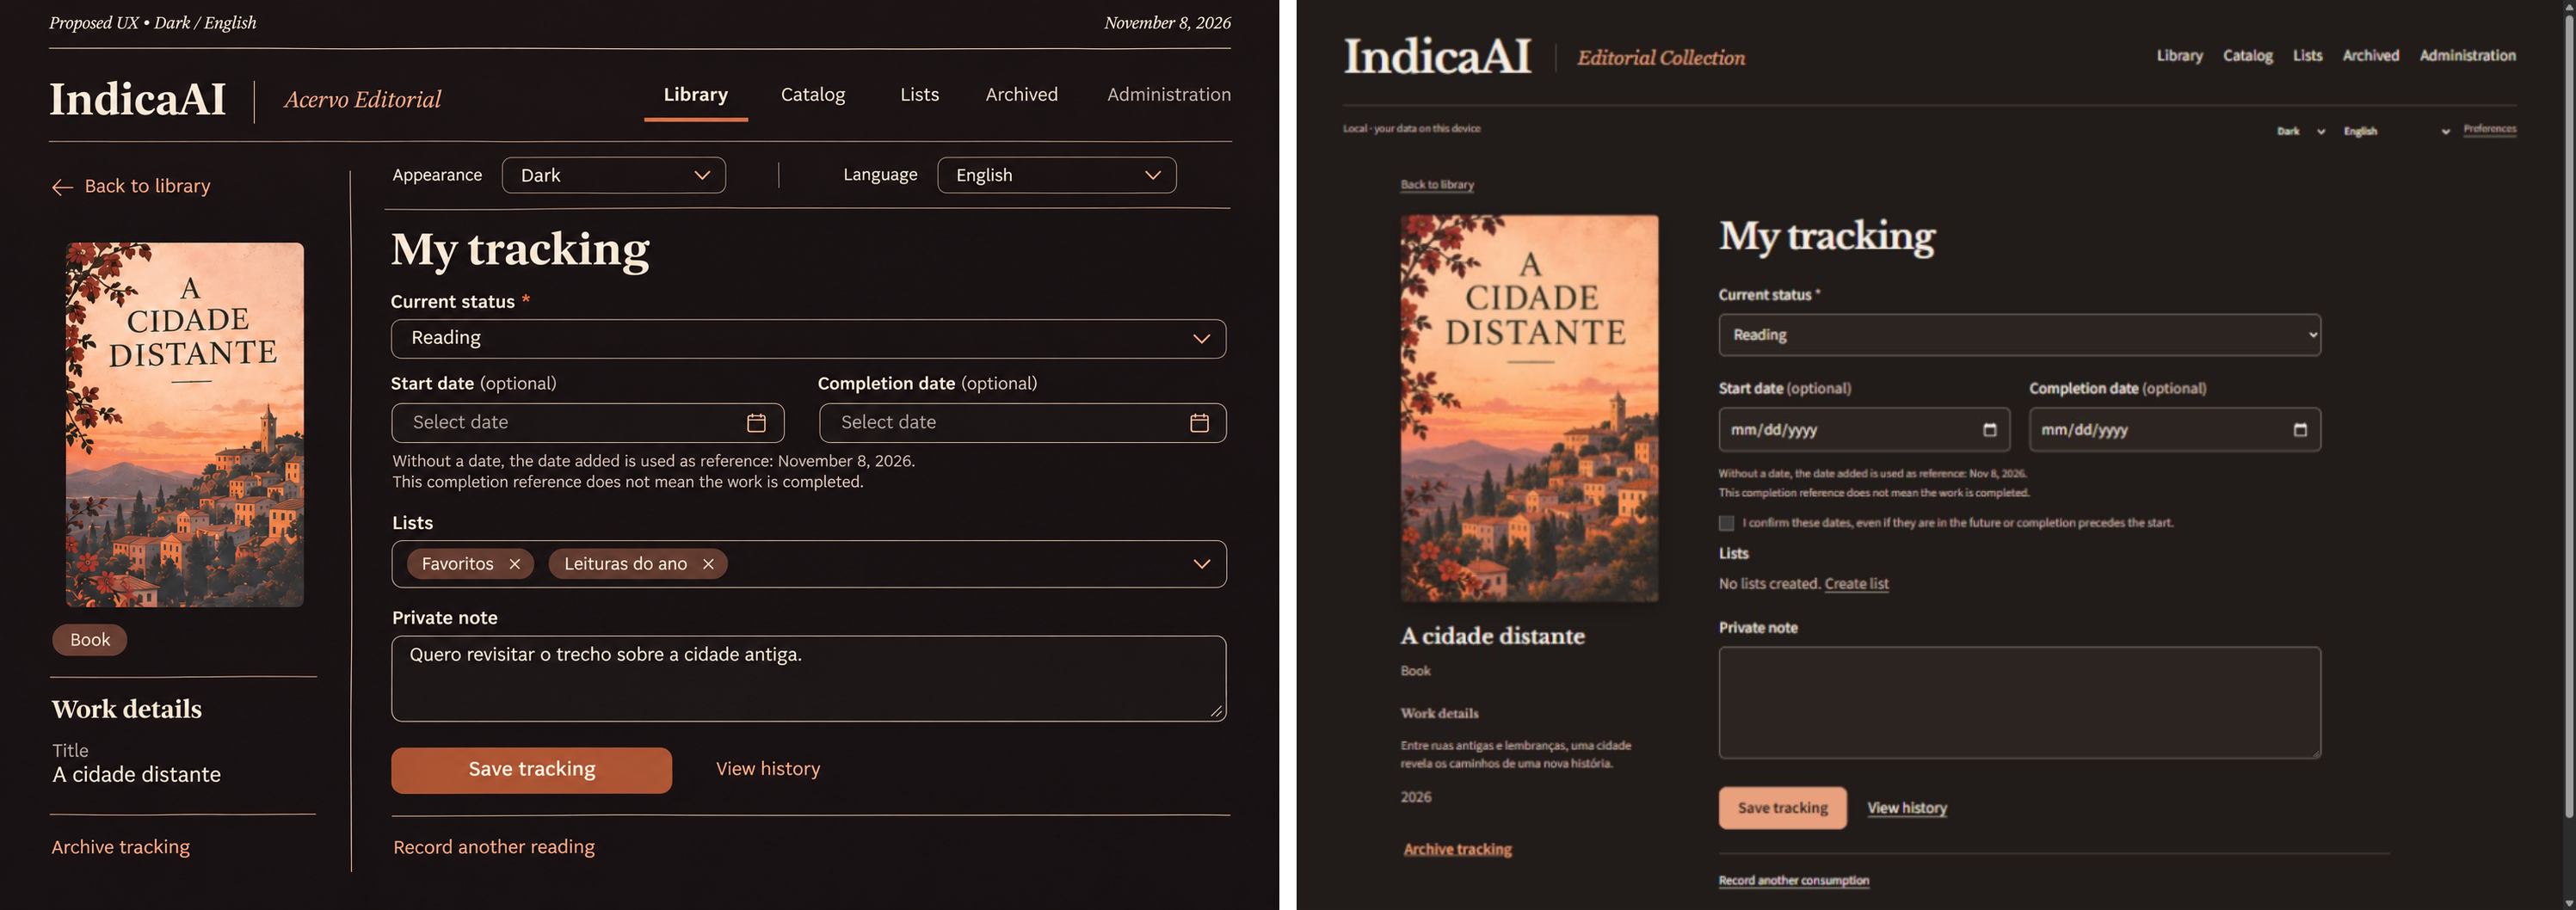 Proposed UX • Dark / English
November 8, 2026
IndicaAI
Acervo Editorial
Library
Catalog
Lists
Archived
Administration
← Back to library
Appearance
Dark
Language
English
A
CIDADE
DISTANTE
Book
Work details
Title
A cidade distante
Archive tracking
My tracking
Current status *
Reading
Start date (optional)
Completion date (optional)
Select date
Select date
Without a date, the date added is used as reference: November 8, 2026.
This completion reference does not mean the work is completed.
Lists
Favoritos ×
Leituras do ano ×
Private note
Quero revisitar o trecho sobre a cidade antiga.
Save tracking
View history
Record another reading
IndicaAI
Editorial Collection
Library
Catalog
Lists
Archived
Administration
Local · your data on this device
Dark
English
Preferences
Back to library
A
CIDADE
DISTANTE
A cidade distante
Book
Work details
Entre ruas antigas e lembranças, uma cidade
revela os caminhos de uma nova história.
2026
Archive tracking
My tracking
Current status *
Reading
Start date (optional)
Completion date (optional)
mm/dd/yyyy
mm/dd/yyyy
Without a date, the date added is used as reference: Nov 8, 2026.
This completion reference does not mean the work is completed.
I confirm these dates, even if they are in the future or completion precedes the start.
Lists
No lists created. Create list
Private note
Save tracking
View history
Record another consumption